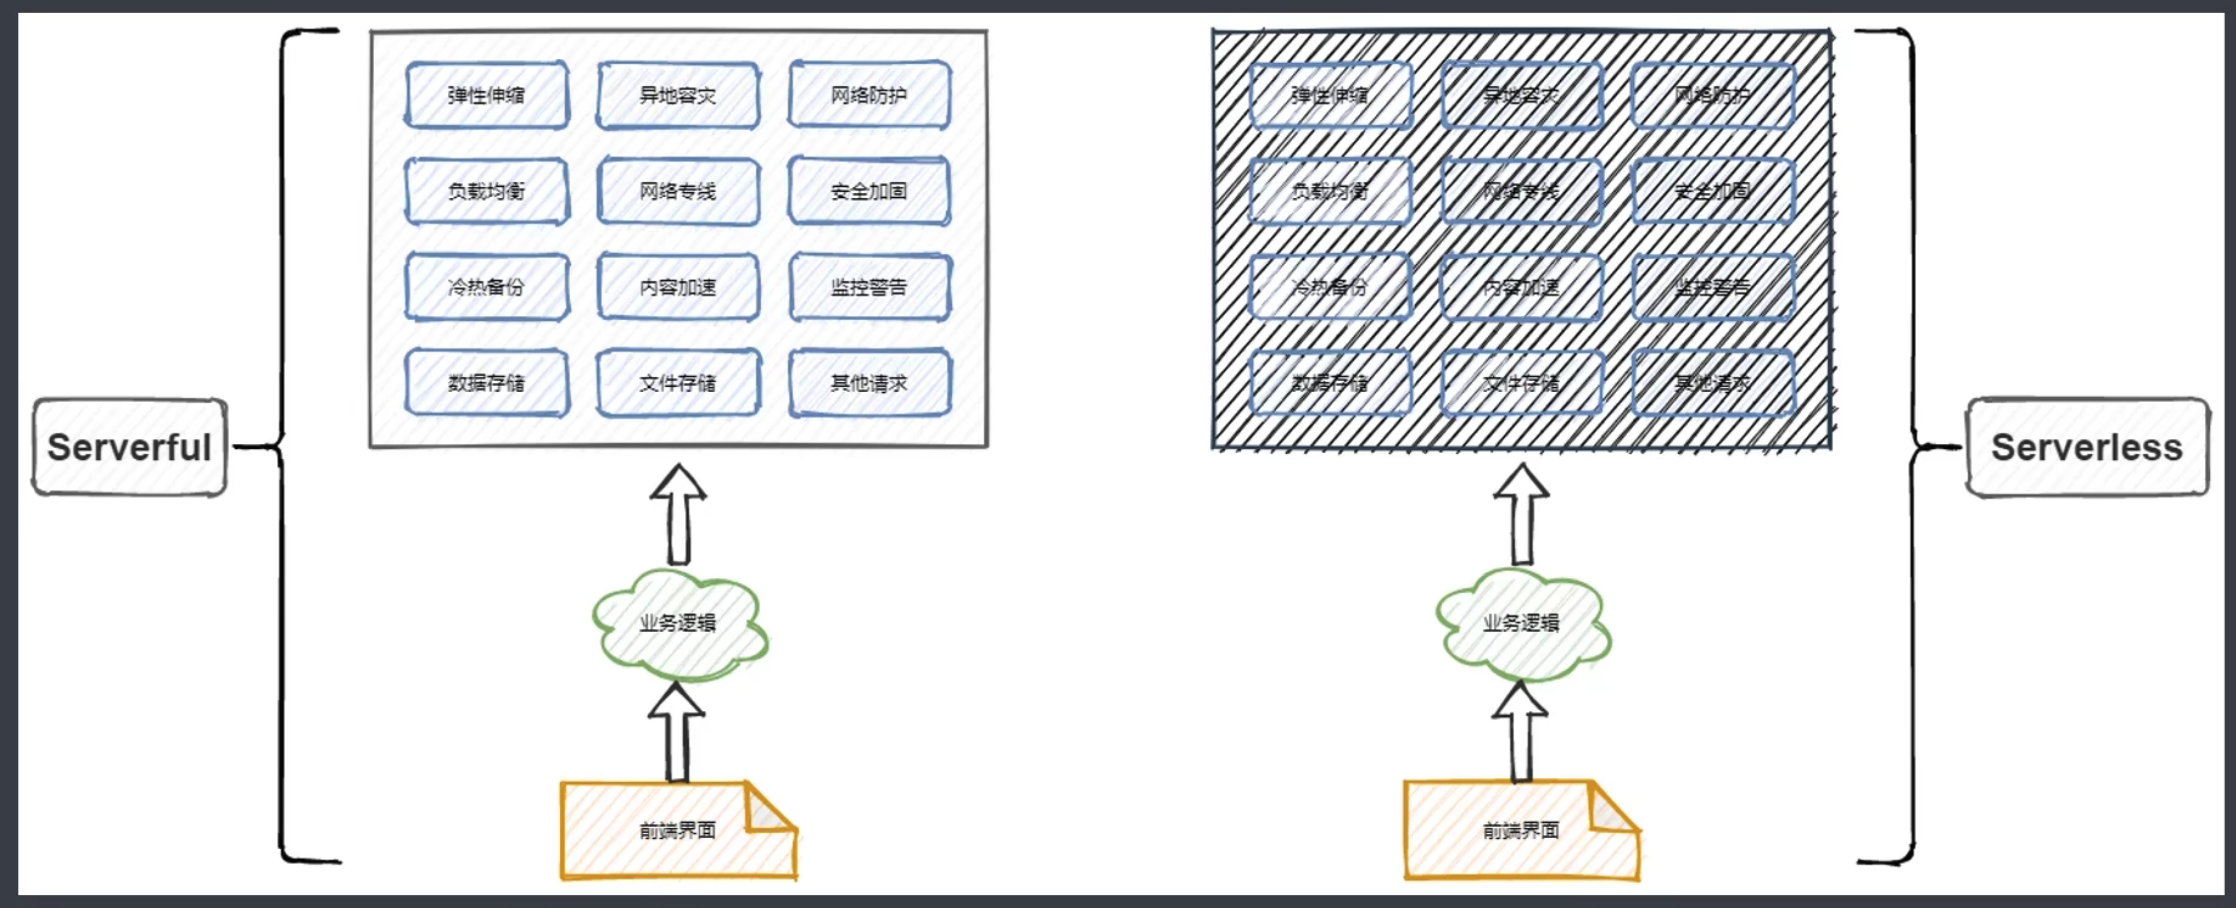 弹性伸缩
异地容灾
网络防护
负载均衡
网络专线
安全加固
冷热备份
内容加速
监控警告
数据存储
文件存储
其他请求
Serverful
业务逻辑
前端界面
弹性伸缩
异地容灾
网络防护
负载均衡
网络专线
安全加固
冷热备份
内容加速
监控警告
数据存储
文件存储
其他请求
Serverless
业务逻辑
前端界面